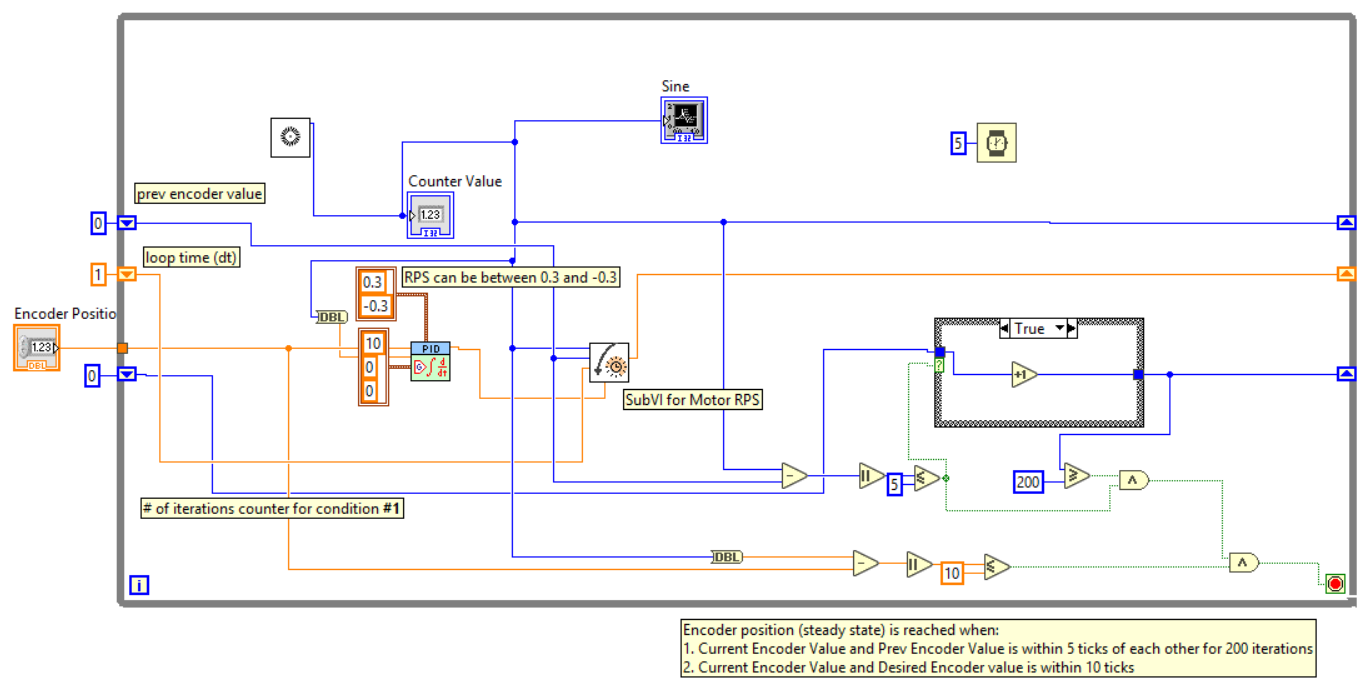 Sine
5
Counter Value
1.23
I 32
I 32
prev encoder value
0
loop time (dt)
RPS can be between 0.3 and -0.3
1
0.3
-0.3
Encoder Positio
DBL
1.23
DBL
10
PID
True
0
0
0
?
+1
SubVI for Motor RPS
5
200
# of iterations counter for condition #1
DBL
10
i
Encoder position (steady state) is reached when:
1. Current Encoder Value and Prev Encoder Value is within 5 ticks of each other for 200 iterations
2. Current Encoder Value and Desired Encoder value is within 10 ticks